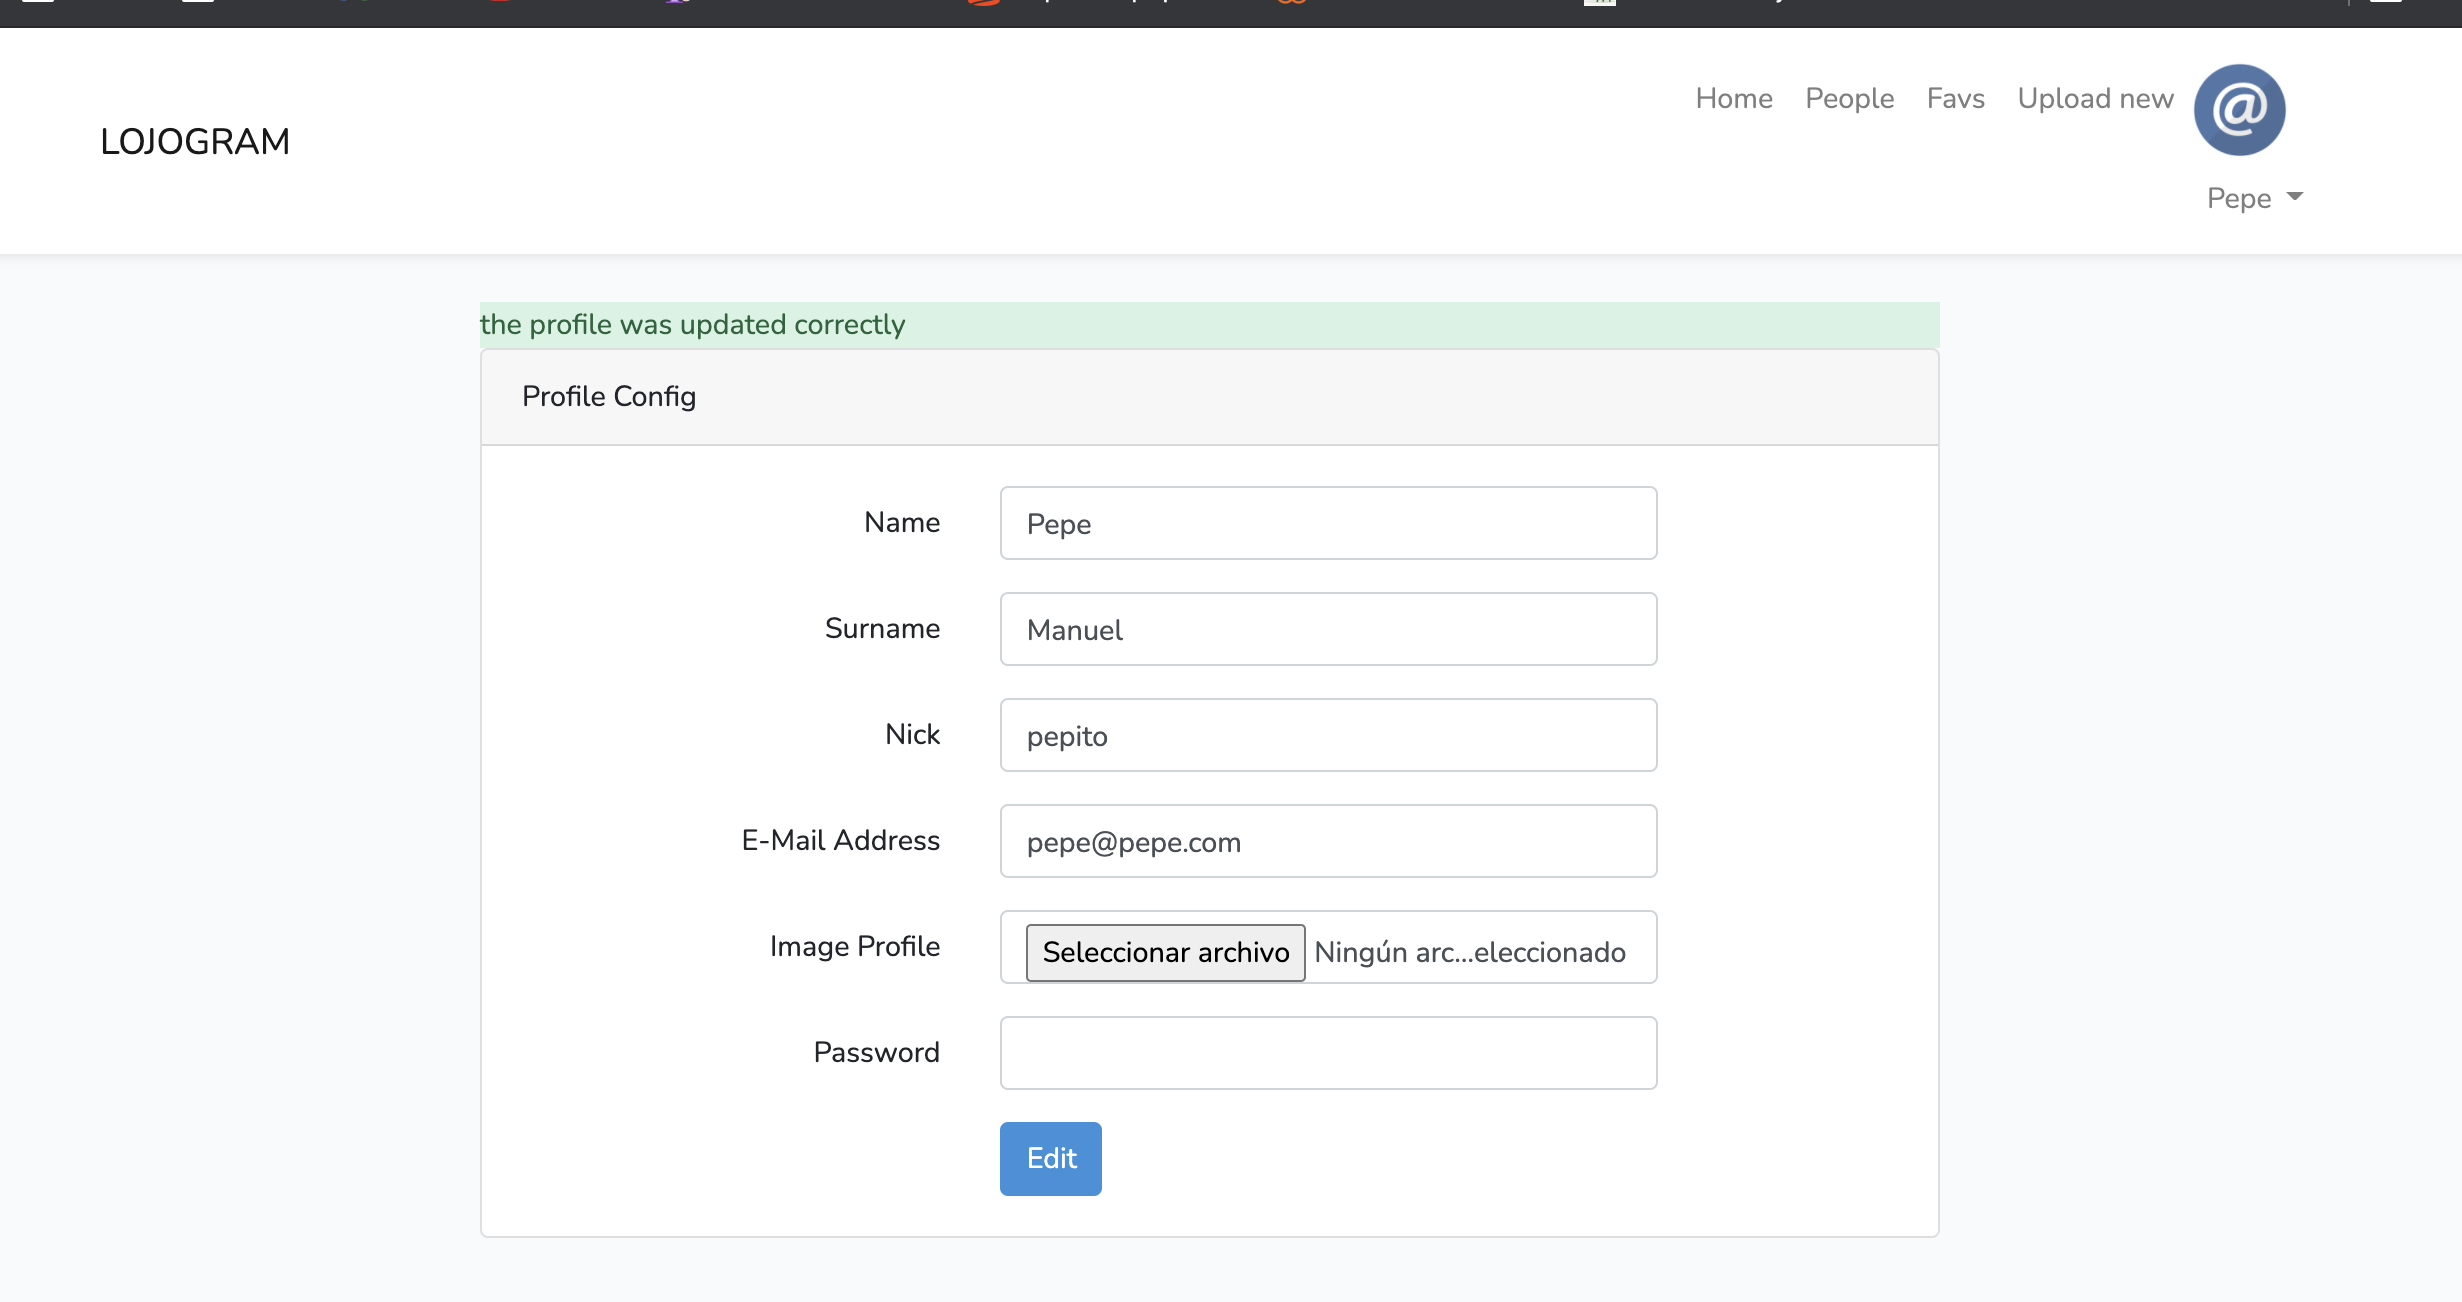 LOJOGRAM
Home People Favs Upload new
@
Pepe
the profile was updated correctly
Profile Config
Name Pepe
Surname Manuel
Nick pepito
E-Mail Address pepe@pepe.com
Image Profile Seleccionar archivo Ningún arc...eleccionado
Password
Edit